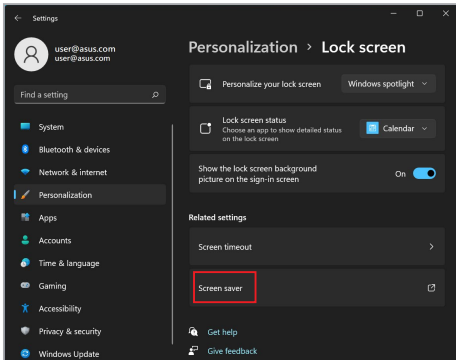 Settings
user@asus.com
user@asus.com
Find a setting
System
Bluetooth & devices
Network & internet
Personalization
Apps
Accounts
Time & language
Gaming
Accessibility
Privacy & security
Windows Update
Personalization > Lock screen
Personalize your lock screen
Windows spotlight
Lock screen status
Choose an app to show detailed status
on the lock screen
Calendar
Show the lock screen background
picture on the sign-in screen
On
Related settings
Screen timeout
Screen saver
Get help
Give feedback